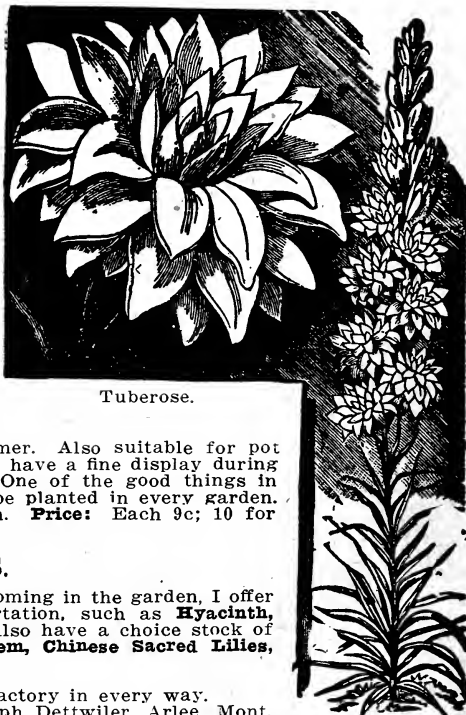 Tuberose.
mer. Also suitable for pot
have a fine display during
One of the good things in
be planted in every garden.
n. Price: Each 9c; 10 for
S.
oming in the garden, I offer
rtation, such as Hyacinth,
also have a choice stock of
em, Chinese Sacred Lilies,
actory in every way.
ph Dettwiler, Arlee, Mont.